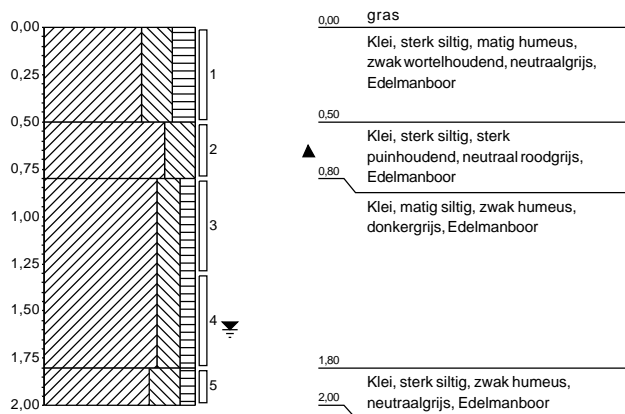 0,00
0,25
0,50
0,75
1,00
1,25
1,50
1,75
2,00
1
2
3
4
5
0,00
gras
Klei, sterk siltig, matig humeus,
zwak wortelhoudend, neutraalgrijs,
Edelmanboor
0,50
Klei, sterk siltig, sterk
puinhoudend, neutraal roodgrijs,
Edelmanboor
0,80
Klei, matig siltig, zwak humeus,
donkergrijs, Edelmanboor
1,80
Klei, sterk siltig, zwak humeus,
neutraalgrijs, Edelmanboor
2,00